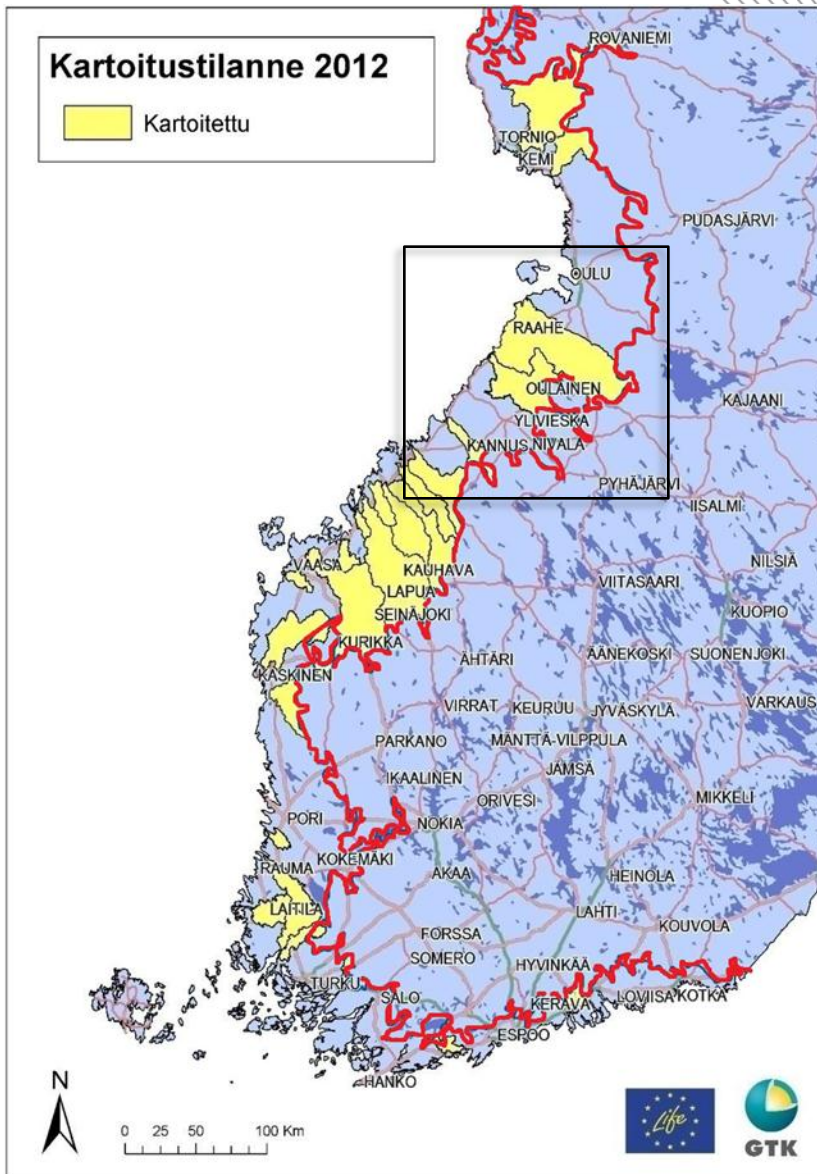 Kartoitustilanne 2012
Kartoitettu
ROVANIEMI
TORNIO
KEMI
PUDASJÄRVI
OULU
RAAHE
OULAINEN
KAJAANI
YLIVIESKA
KANNUS NIVALA
PYHÄJÄRVI
IISALMI
NILSIÄ
VAASA
KAUHAVA
VIITASAARI
LAPUA
KUOPIO
SEINÄJOKI
KURIKKA
ÄHTÄRI
ÄÄNEKOSKI
SUONENJOKI
KASKINEN
VIRRAT
KEURUU
JYVÄSKYLÄ
VARKAUS
PARKANO
MÄNTTÄ-VILPPULA
IKAALINEN
JÄMSÄ
ORIVESI
MIKKELI
PORI
NOKIA
KOKEMÄKI
RAUMA
AKAA
HEINOLA
LAITILA
LAHTI
KOUVOLA
FORSSA
SOMERO
HYVINKÄÄ
TURKU
SALO
KERAVA
LOVIISA KOTKA
ESPOO
HANKO
N
0 25 50 100 Km
Life
GTK